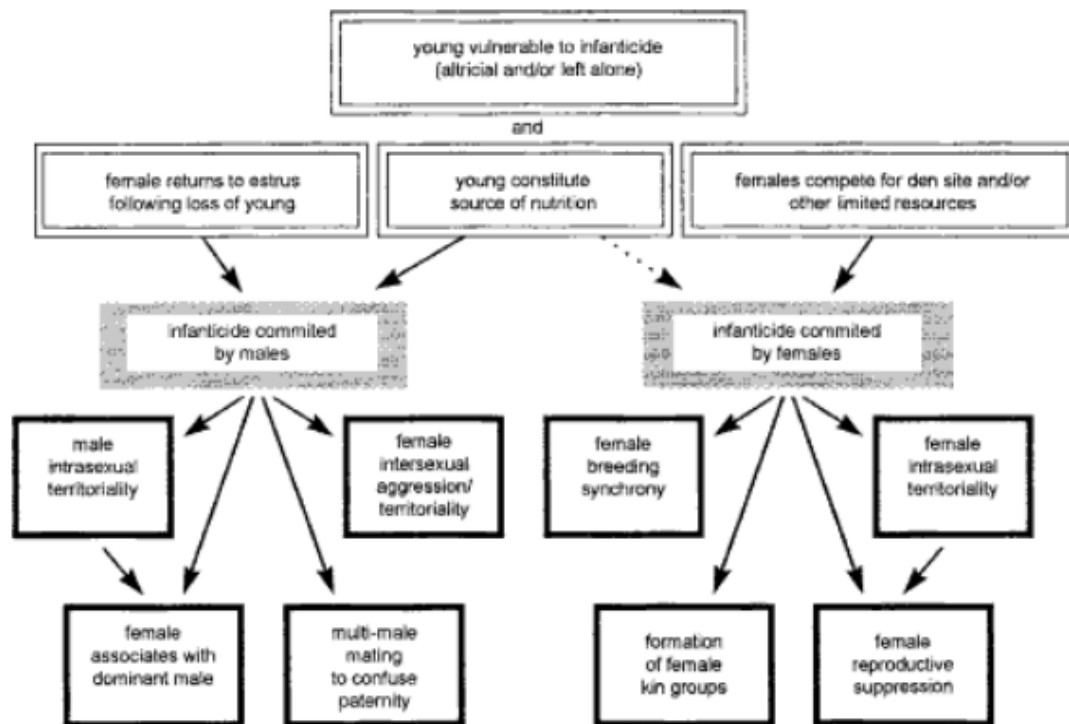 young vulnerable to infanticide
(altricial and/or left alone)
and
female returns to estrus
following loss of young
young constitute
source of nutrition
females compete for den site and/or
other limited resources
infanticide commited
by males
infanticide commited
by females
male
intrasexual
territoriality
female
intersexual
aggression/
territoriality
female
breeding
synchrony
female
intrasexual
territoriality
female
associates with
dominant male
multi-male
mating
to confuse
paternity
formation
of female
kin groups
female
reproductive
suppression